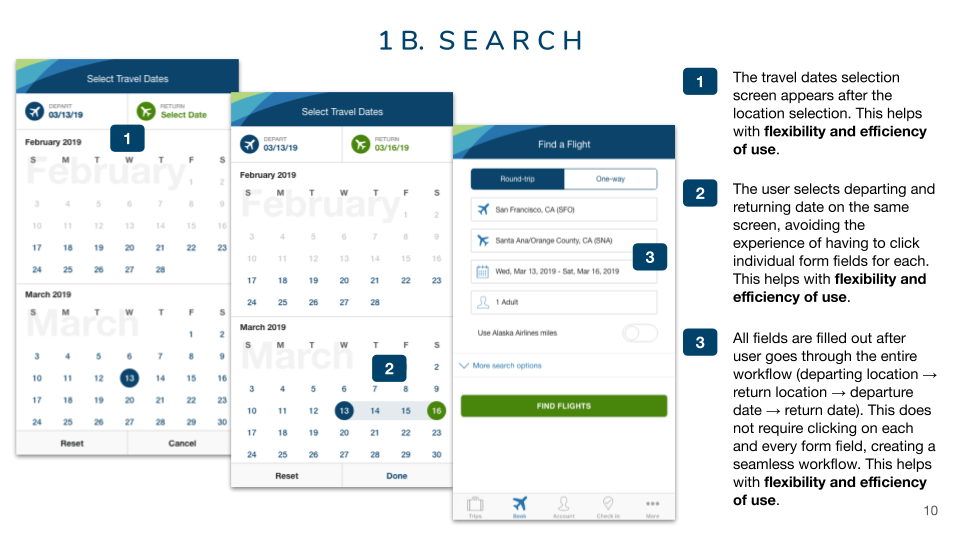 1 B. SEARCH
Select Travel Dates
DEPART
03/13/19
RETURN
Select Date
1
February 2019
S M T W T F S
February
1 2
3 4 5 6 7 8 9
10 11 12 13 14 15 16
17 18 19 20 21 22 23
24 25 26 27 28
March 2019
S M T W T F S
March
1 2
3 4 5 6 7 8 9
10 11 12 13 14 15 16
17 18 19 20 21 22 23
24 25 26 27 28 29 30
Reset Cancel
Select Travel Dates
DEPART
03/13/19
RETURN
03/16/19
February 2019
S M T W T F S
February
1 2
3 4 5 6 7 8 9
10 11 12 13 14 15 16
17 18 19 20 21 22 23
24 25 26 27 28
March 2019
S M T W T F S
March
2
2
3 4 5 6 7 8 9
10 11 12 13 14 15 16
17 18 19 20 21 22 23
24 25 26 27 28 29 30
Reset Done
Find a Flight
Round-trip One-way
San Francisco, CA (SFO)
Santa Ana/Orange County, CA (SNA)
3
Wed, Mar 13, 2019 - Sat, Mar 16, 2019
1 Adult
Use Alaska Airlines miles
More search options
FIND FLIGHTS
Trips Book Account Check in More
1
The travel dates selection
screen appears after the
location selection. This helps
with flexibility and efficiency
of use.
2
The user selects departing and
returning date on the same
screen, avoiding the
experience of having to click
individual form fields for each.
This helps with flexibility and
efficiency of use.
3
All fields are filled out after
user goes through the entire
workflow (departing location →
return location → departure
date → return date). This does
not require clicking on each
and every form field, creating a
seamless workflow. This helps
with flexibility and efficiency
of use.
10